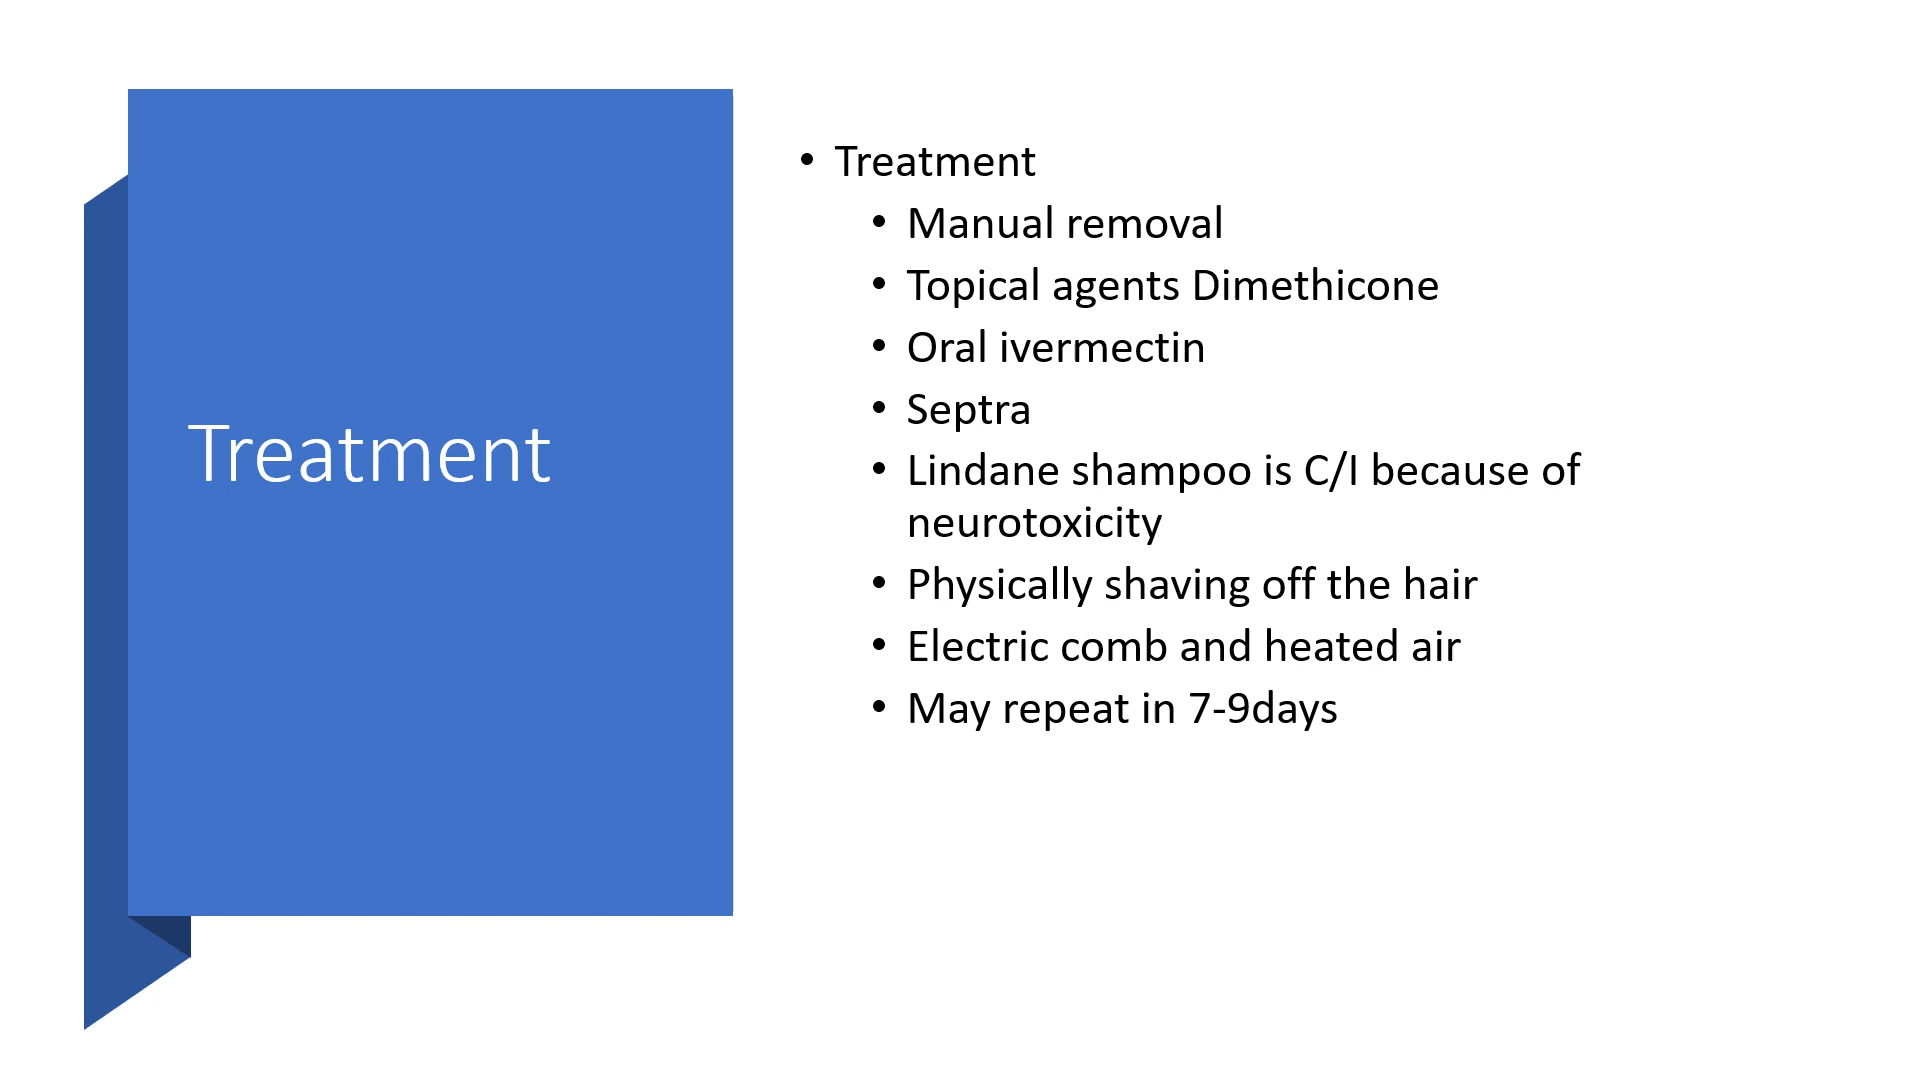 Treatment
• Treatment
• Manual removal
• Topical agents Dimethicone
• Oral ivermectin
• Septra
• Lindane shampoo is C/I because of
neurotoxicity
• Physically shaving off the hair
• Electric comb and heated air
• May repeat in 7-9days